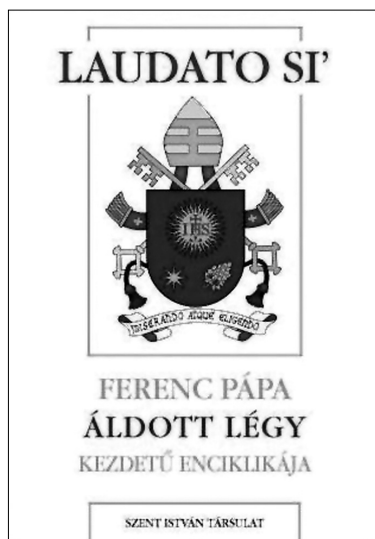 LAUDATO SI’
IHS
MISERANDO ATQUE ELIGENDO
FERENC PÁPA
ÁLDOTT LÉGY
KEZDETŰ ENCIKLIKÁJA
SZENT ISTVÁN TÁRSULAT